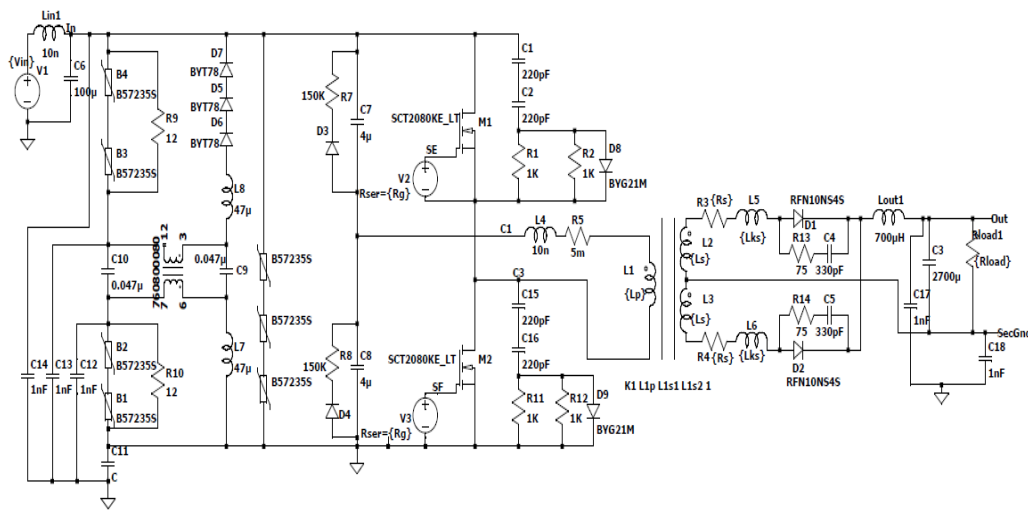 Lin1
In
10n
{Vin}
V1
C6
100µ
B4
B57235S
R9
12
B3
B57235S
D7
BYT78
D5
BYT78
D6
BYT78
L8
47µ
150K
R7
D3
C7
4µ
SCT2080KE_LT
M1
SE
V2
Rser={Rg}
C1
220pF
C2
220pF
R1
1K
R2
1K
D8
BYG21M
C10
0.047µ
12
3
760800080
7
6
0.047µ
C9
B57235S
B57235S
B57235S
L7
47µ
C1
L4
10n
R5
5m
C3
L1
{Lp}
L2
{Ls}
L3
{Ls}
R3
{Rs}
L5
{Lks}
RFN10NS4S
D1
R13
75
C4
330pF
Lout1
700µH
Out
Rload1
{Rload}
C3
2700µ
C17
1nF
SecGnd
C18
1nF
R14
75
C5
330pF
L6
{Lks}
R4
{Rs}
D2
RFN10NS4S
C15
220pF
C16
220pF
K1 L1p L1s1 L1s2 1
C14
1nF
C13
1nF
C12
1nF
B2
B57235S
R10
12
B1
B57235S
C11
C
150K
R8
D4
C8
4µ
SCT2080KE_LT
M2
SF
V3
Rser={Rg}
R11
1K
R12
1K
D9
BYG21M